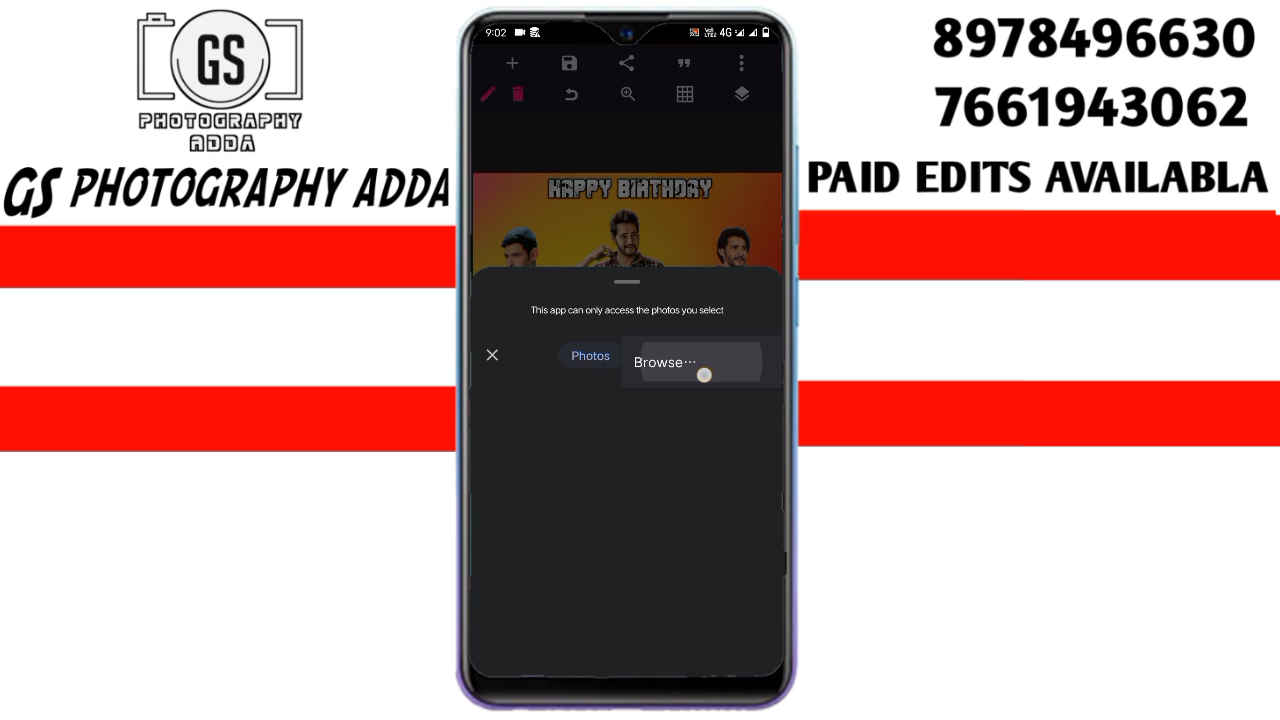 GS
PHOTOGRAPHY
ADDA
GS PHOTOGRAPHY ADDA
9:02
4G
HAPPY BIRTHDAY
This app can only access the photos you select
Photos
Browse...
8978496630
7661943062
PAID EDITS AVAILABLA